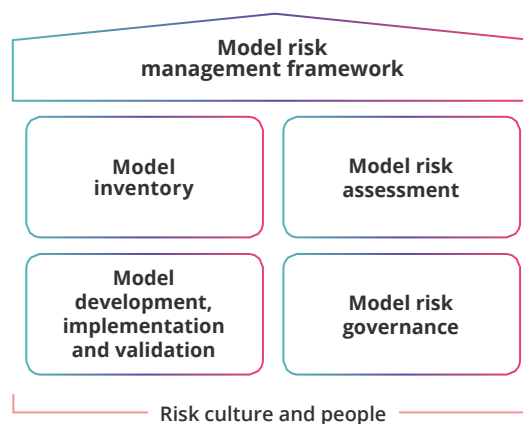 Model risk
management framework
Model
inventory
Model risk
assessment
Model
development,
implementation
and validation
Model risk
governance
Risk culture and people